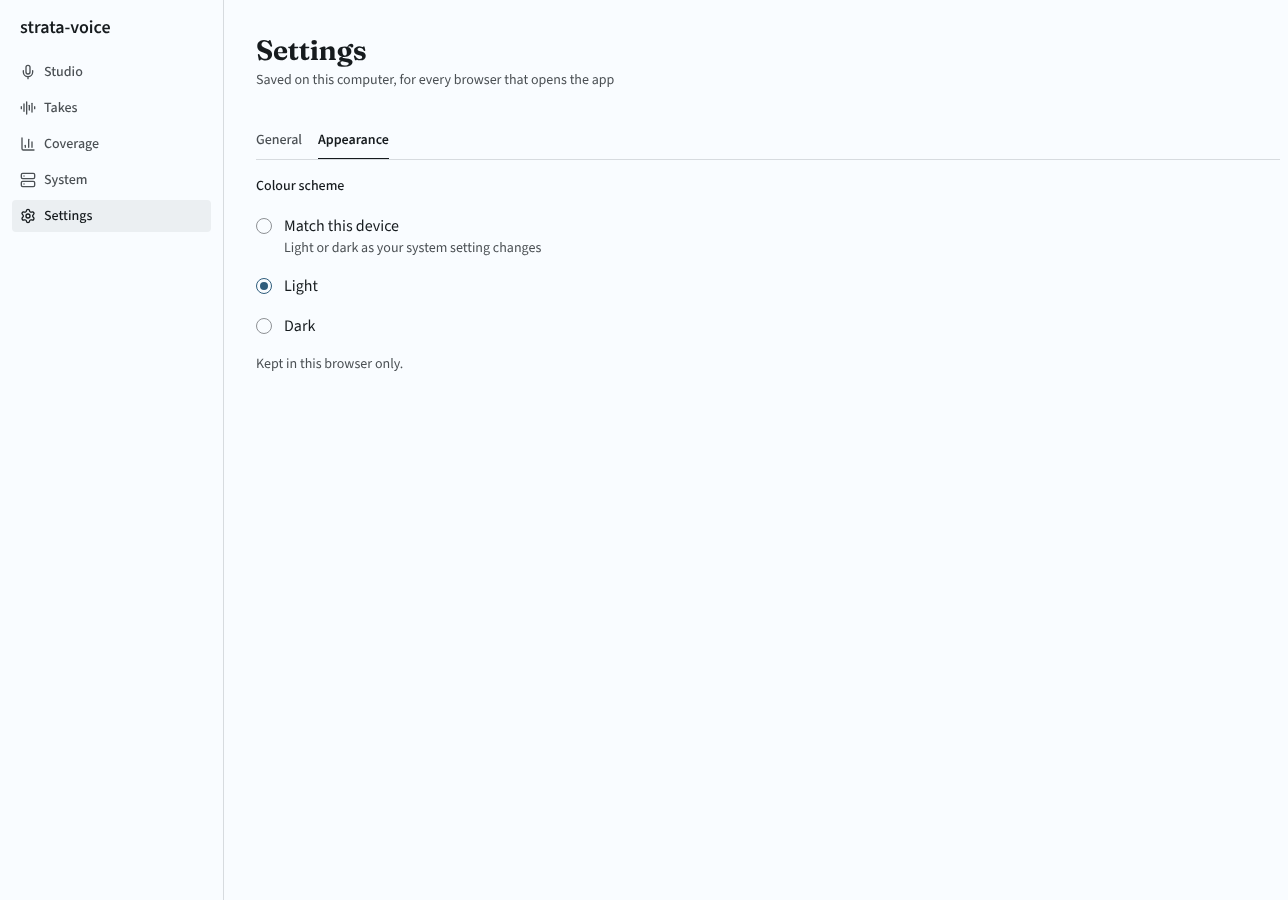 strata-voice
Studio
Takes
Coverage
System
Settings
Settings
Saved on this computer, for every browser that opens the app
General Appearance
Colour scheme
Match this device
Light or dark as your system setting changes
Light
Dark
Kept in this browser only.